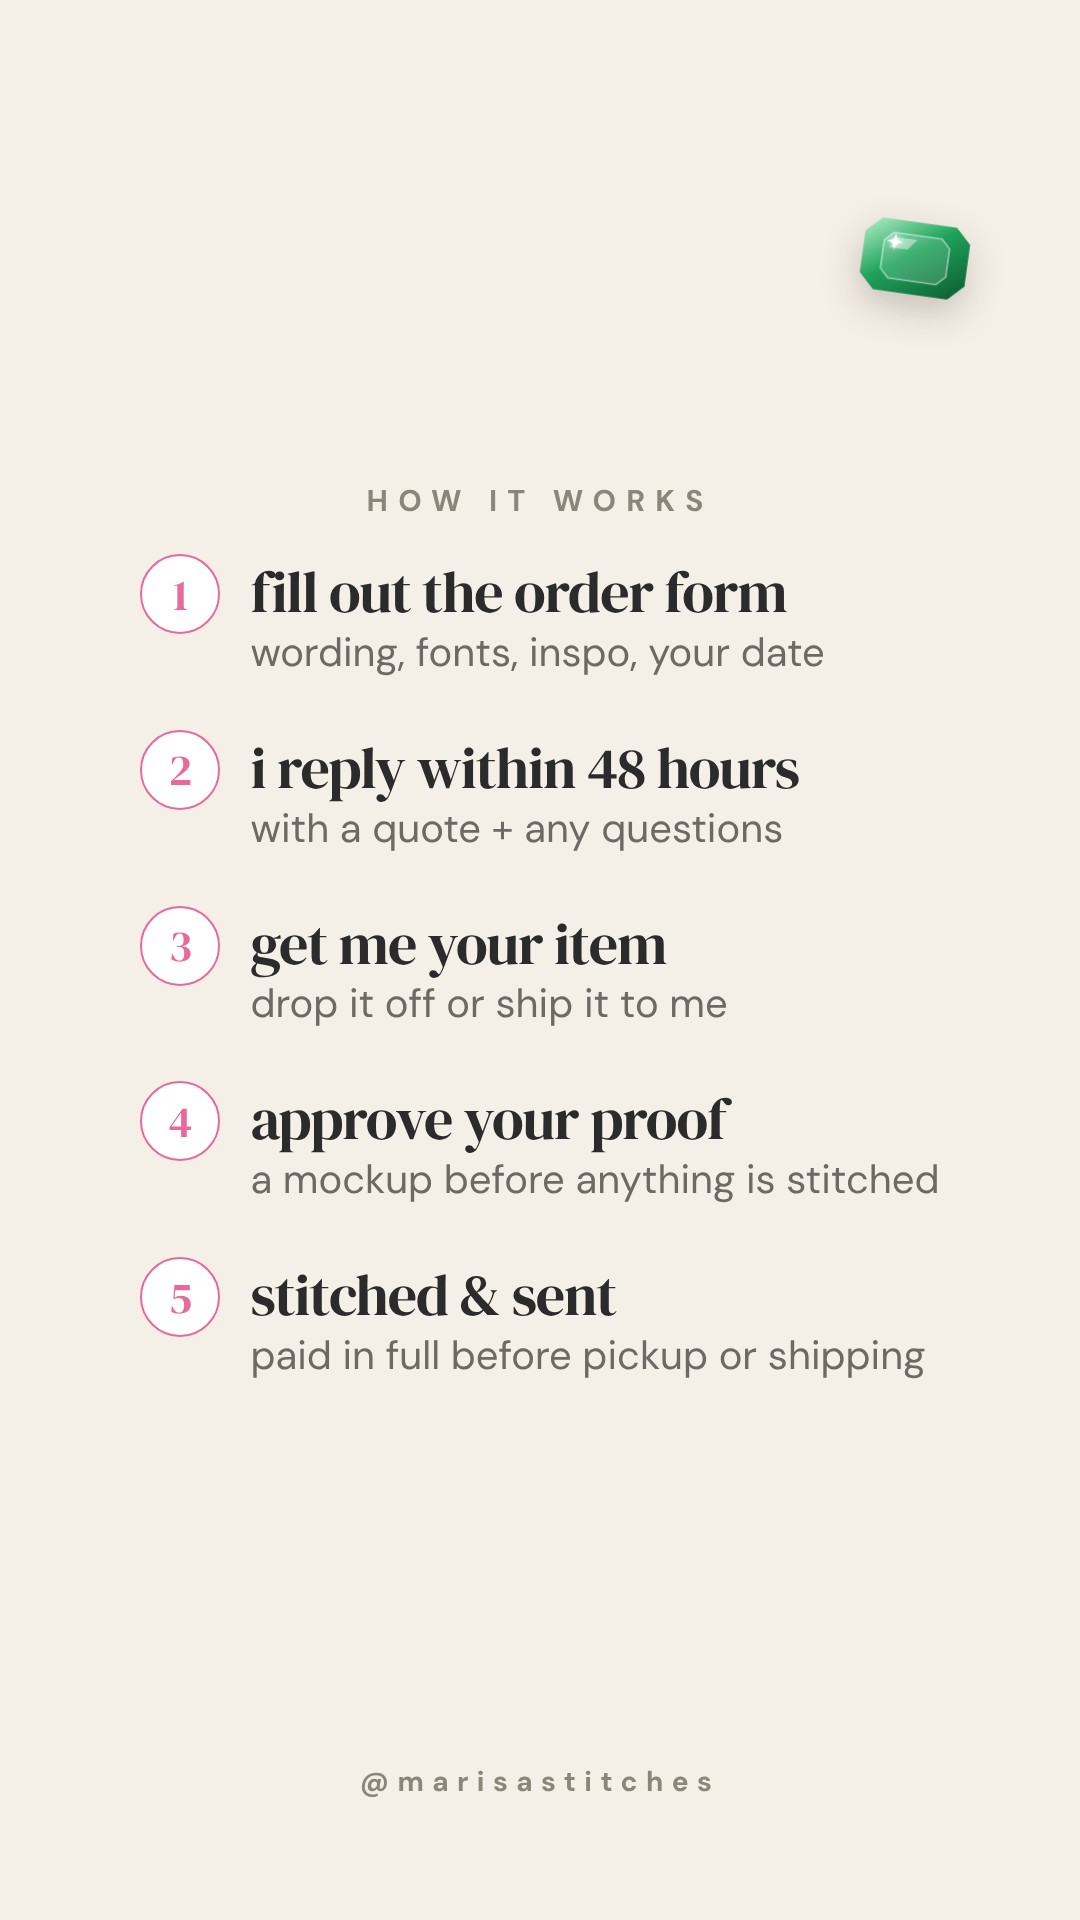 HOW IT WORKS
1 fill out the order form
wording, fonts, inspo, your date
2 i reply within 48 hours
with a quote + any questions
3 get me your item
drop it off or ship it to me
4 approve your proof
a mockup before anything is stitched
5 stitched & sent
paid in full before pickup or shipping
@marisastitches